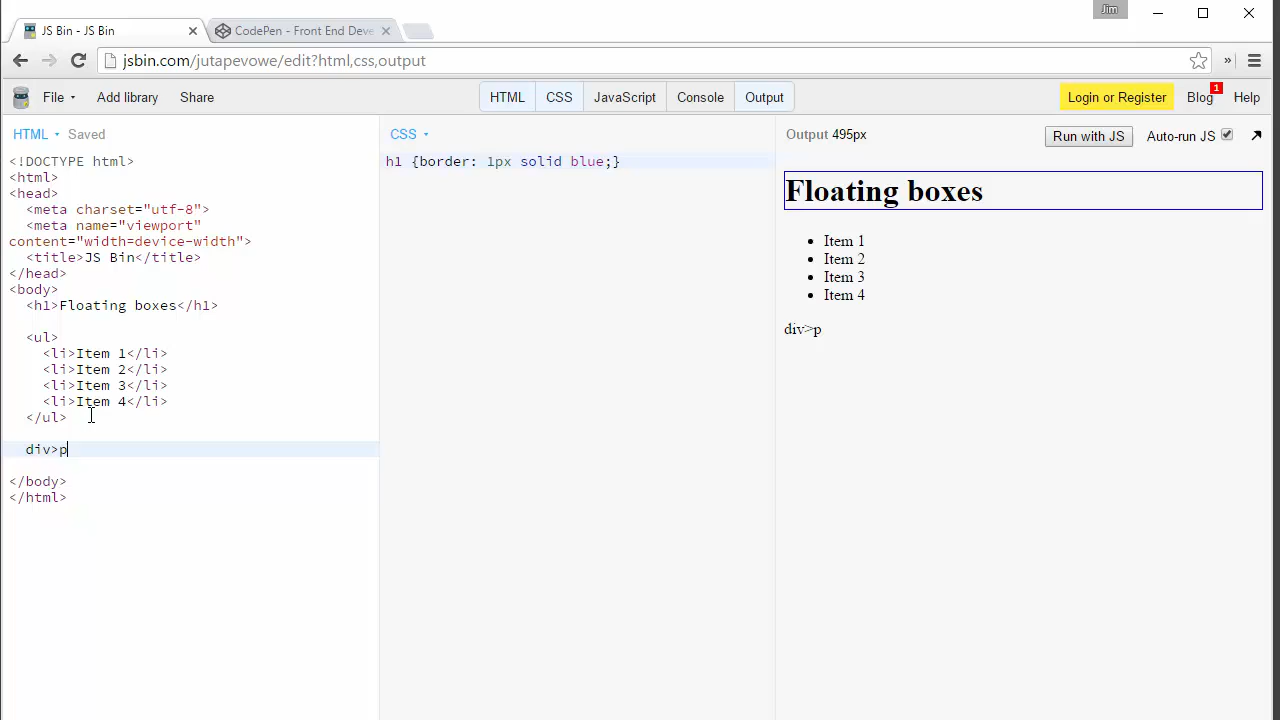 Jim
JS Bin - JS Bin
CodePen - Front End Deve
jsbin.com/jutapevowe/edit?html,css,output
File
Add library
Share
HTML
CSS
JavaScript
Console
Output
Login or Register
Blog
1
Help
HTML
Saved
<!DOCTYPE html>
<html>
<head>
<meta charset="utf-8">
<meta name="viewport"
content="width=device-width">
<title>JS Bin</title>
</head>
<body>
<h1>Floating boxes</h1>
<ul>
<li>Item 1</li>
<li>Item 2</li>
<li>Item 3</li>
<li>Item 4</li>
</ul>
div>p
</body>
</html>
CSS
h1 {border: 1px solid blue;}
Output 495px
Run with JS
Auto-run JS
Floating boxes
Item 1
Item 2
Item 3
Item 4
div>p